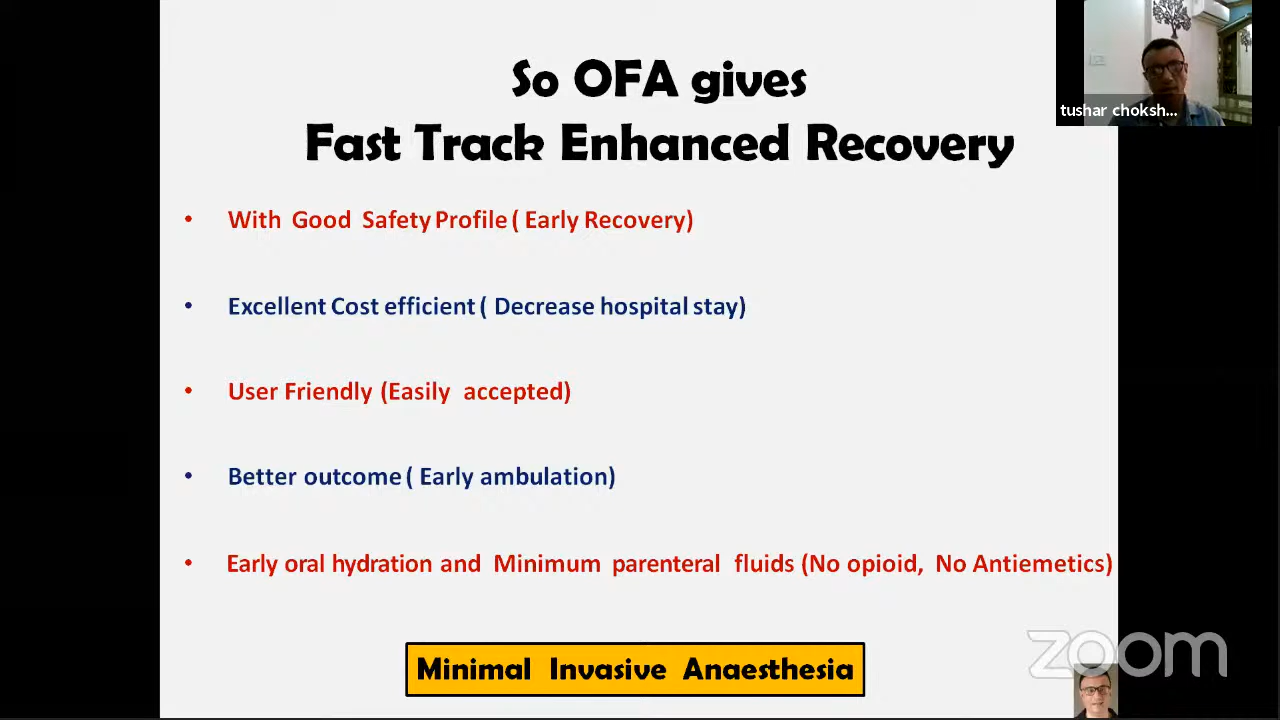 So OFA gives
Fast Track Enhanced Recovery
tushar choksh...
• With Good Safety Profile ( Early Recovery)
• Excellent Cost efficient ( Decrease hospital stay)
• User Friendly (Easily accepted)
• Better outcome ( Early ambulation)
• Early oral hydration and Minimum parenteral fluids (No opioid, No Antiemetics)
Minimal Invasive Anaesthesia
zoom